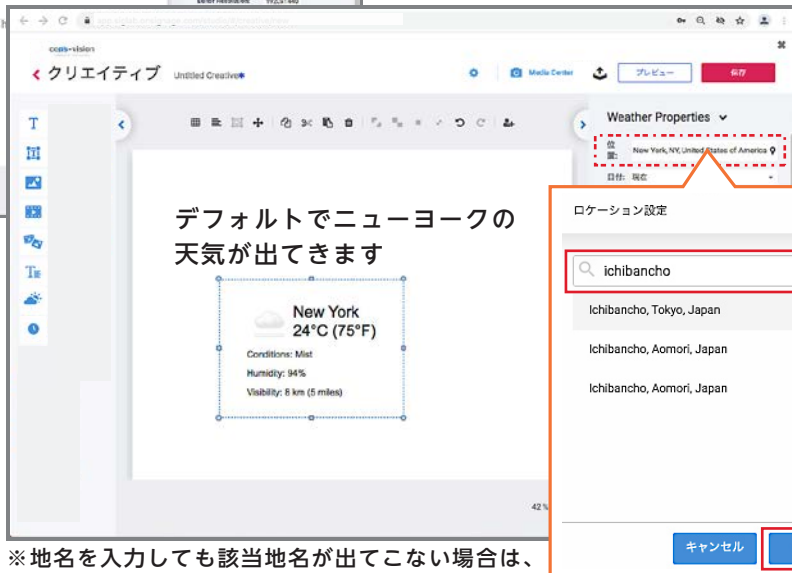 cons-vision
クリエイティブ Untitled Creative*
Media Center
プレビュー
保存
Weather Properties
位置: New York, NY, United States of America
日付: 現在
デフォルトでニューヨークの
天気が出てきます
New York
24°C (75°F)
Conditions: Mist
Humidity: 94%
Visibility: 8 km (5 miles)
42 %
ロケーション設定
ichibancho
Ichibancho, Tokyo, Japan
Ichibancho, Aomori, Japan
Ichibancho, Aomori, Japan
キャンセル
※地名を入力しても該当地名が出てこない場合は、